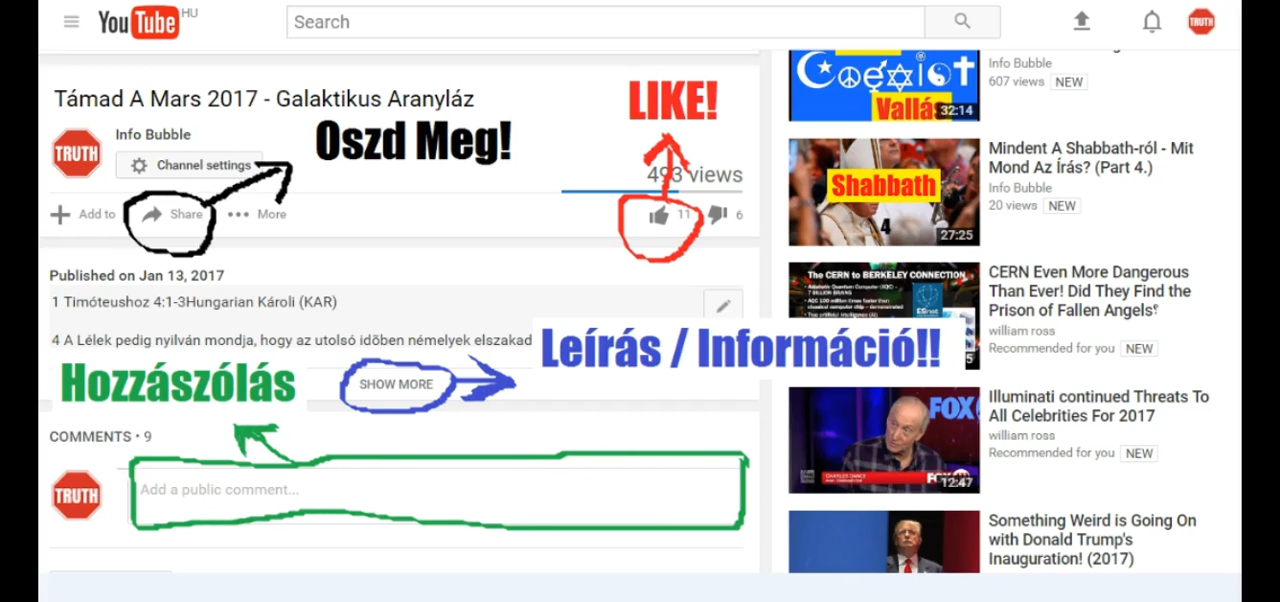 YouTube HU
Search
TRUTH
Támad A Mars 2017 - Galaktikus Aranyláz
TRUTH
Info Bubble
Channel settings
Oszd Meg!
LIKE!
493 views
Add to
Share
More
11
6
Published on Jan 13, 2017
1 Timóteushoz 4:1-3Hungarian Károli (KAR)
4 A Lélek pedig nyilván mondja, hogy az utolsó időben némelyek elszakad
Leírás / Információ!!
Hozzászólás
SHOW MORE
COMMENTS • 9
TRUTH
Add a public comment...
Coexist
Vallás
32:14
Info Bubble
607 views NEW
Shabbath
4
27:25
Mindent A Shabbath-ról - Mit
Mond Az Írás? (Part 4.)
Info Bubble
20 views NEW
The CERN to BERKELEY CONNECTION
ESnet
5
CERN Even More Dangerous
Than Ever! Did They Find the
Prison of Fallen Angels
william ross
Recommended for you NEW
FOX
12:47
Illuminati continued Threats To
All Celebrities For 2017
william ross
Recommended for you NEW
Something Weird is Going On
with Donald Trump's
Inauguration! (2017)